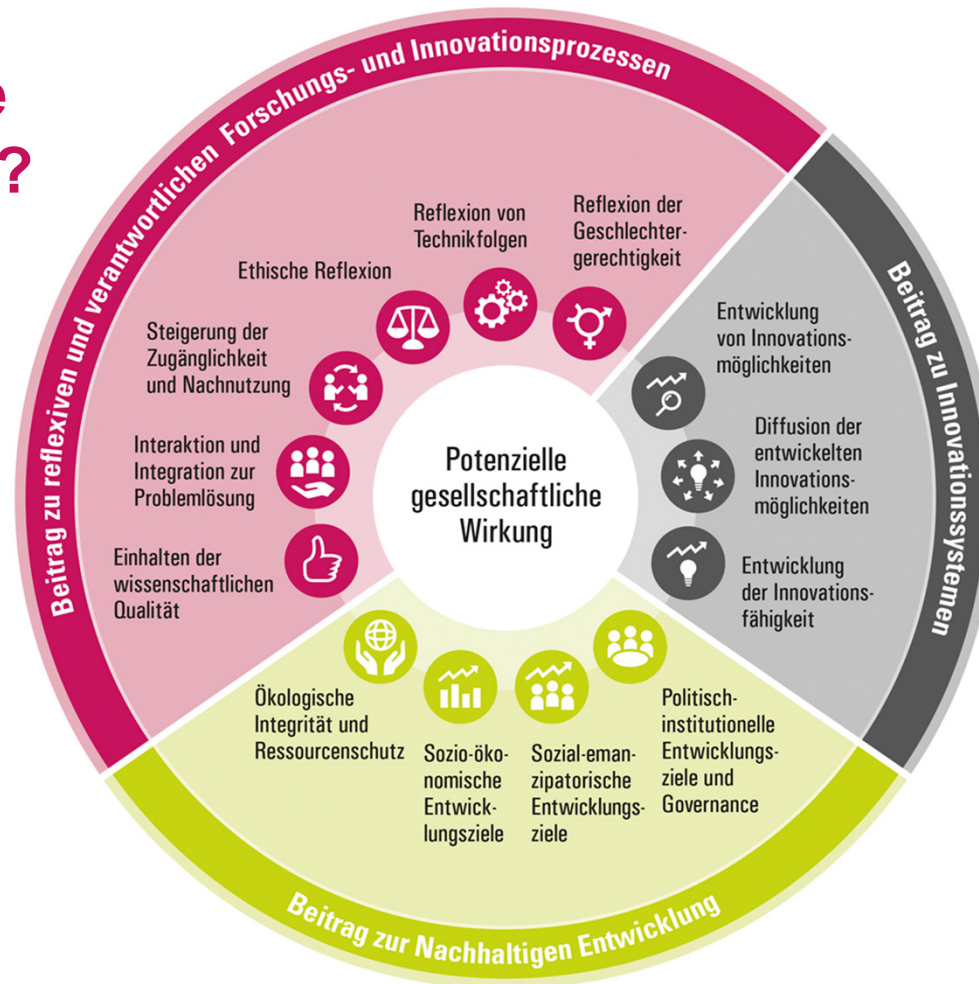 e
?
Beitrag zu reflexiven und verantwortlichen Forschungs- und Innovationsprozessen
Reflexion der
Geschlechter-
gerechtigkeit
Reflexion von
Technikfolgen
Ethische Reflexion
Steigerung der
Zugänglichkeit
und Nachnutzung
Interaktion und
Integration zur
Problemlösung
Einhalten der
wissenschaftlichen
Qualität
Potenzielle
gesellschaftliche
Wirkung
Beitrag zu Innovationssystemen
Entwicklung
von Innovations-
möglichkeiten
Diffusion der
entwickelten
Innovations-
möglichkeiten
Entwicklung
der Innovations-
fähigkeit
Ökologische
Integrität und
Ressourcenschutz
Sozio-öko-
nomische
Entwick-
lungsziele
Sozial-eman-
zipatorische
Entwicklungs-
ziele
Politisch-
institutionelle
Entwicklungs-
ziele und
Governance
Beitrag zur Nachhaltigen Entwicklung